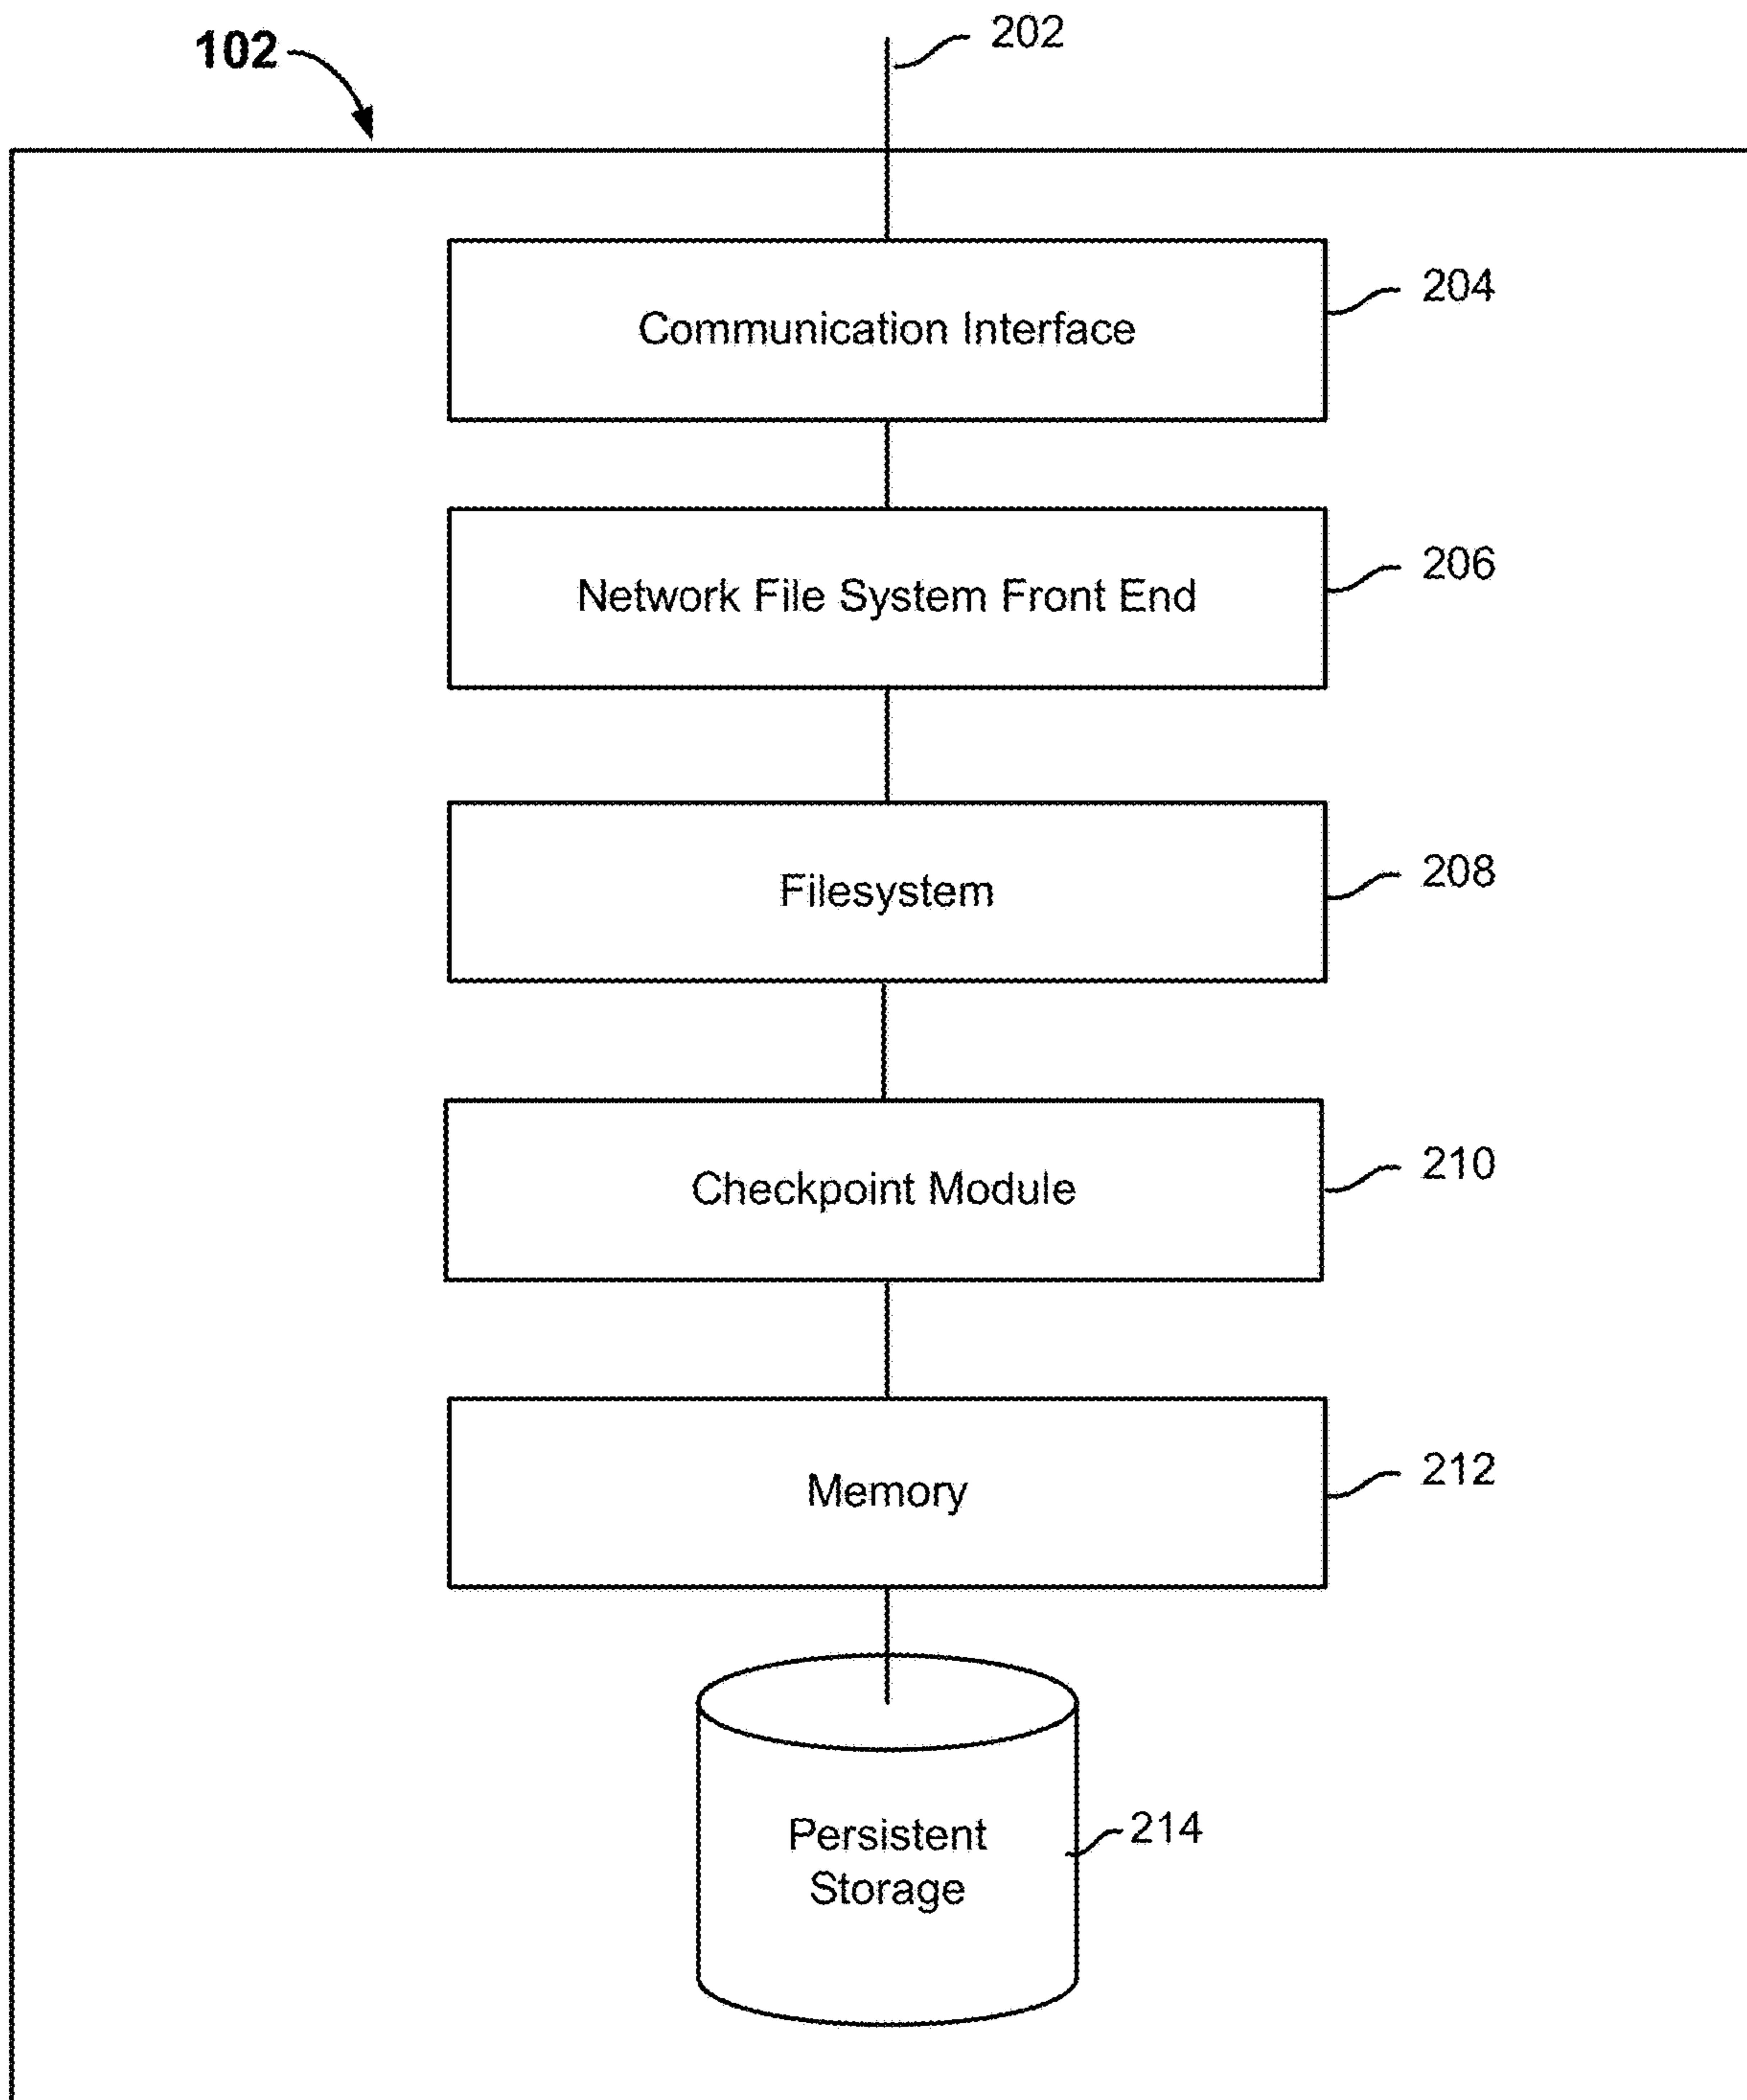 102
202
Communication Interface
204
Network File System Front End
206
Filesystem
208
Checkpoint Module
210
Memory
212
Persistent
Storage
214